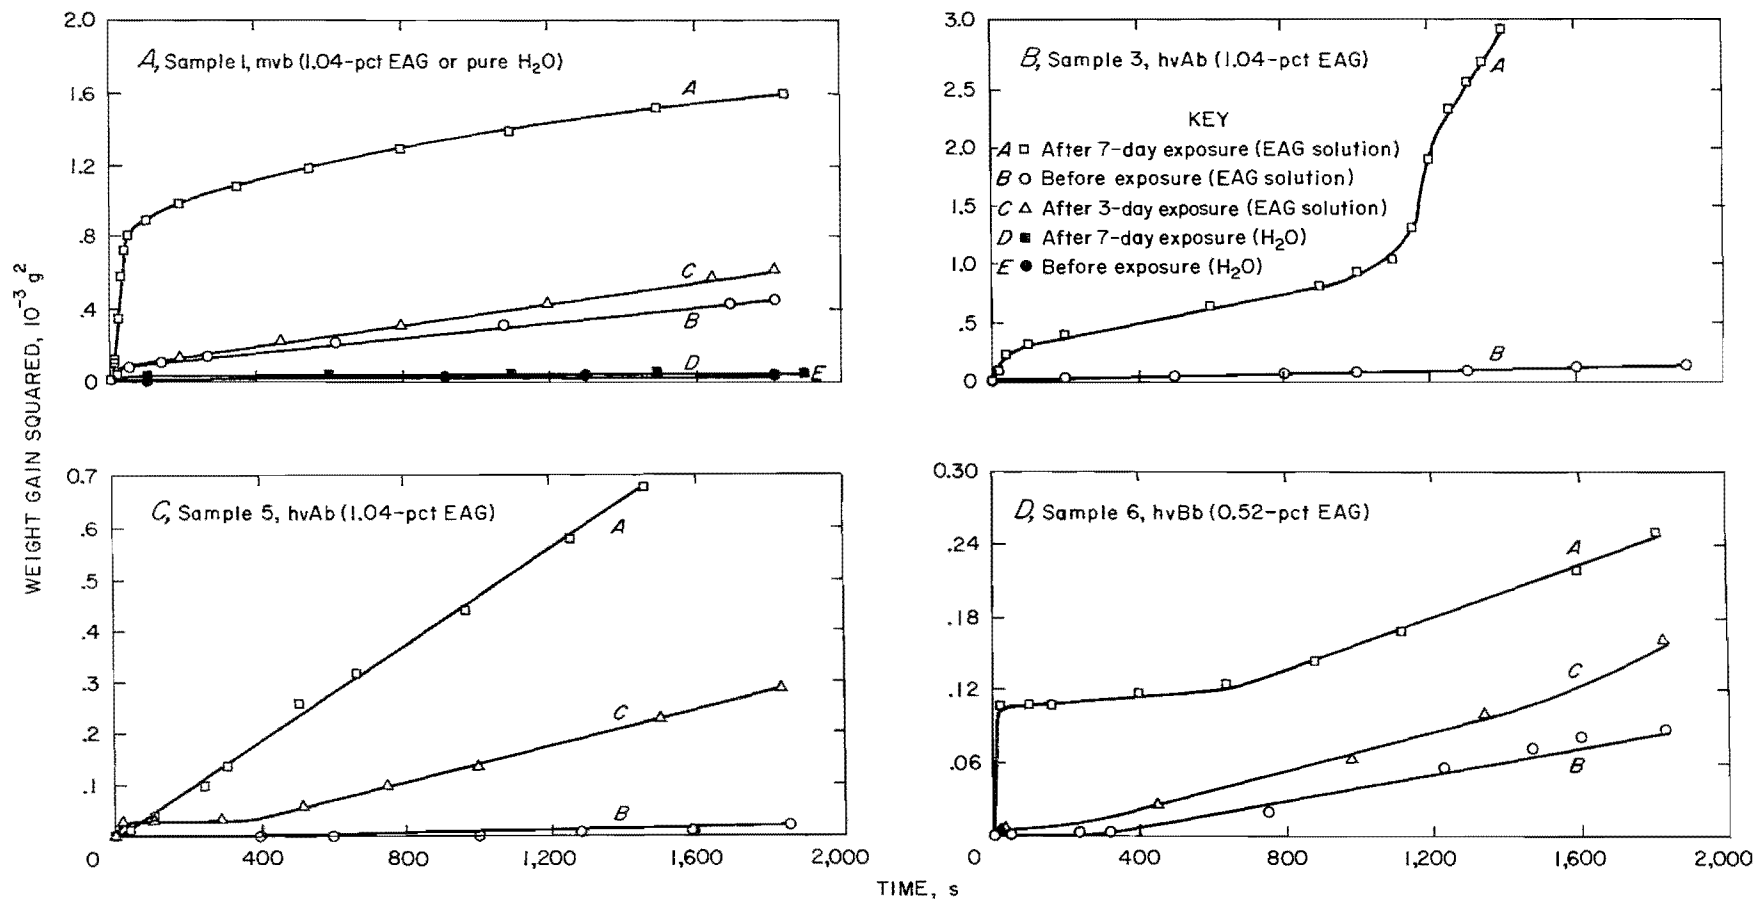 WEIGHT GAIN SQUARED, 10⁻³ g²
A, Sample 1, mvb (1.04-pct EAG or pure H₂O)
2.0
1.6
1.2
.8
.4
0
A
C
B
D
E
B, Sample 3, hvAb (1.04-pct EAG)
3.0
2.5
2.0
1.5
1.0
.5
0
A
B
KEY
A □ After 7-day exposure (EAG solution)
B ○ Before exposure (EAG solution)
C △ After 3-day exposure (EAG solution)
D ■ After 7-day exposure (H₂O)
E ● Before exposure (H₂O)
C, Sample 5, hvAb (1.04-pct EAG)
0.7
.6
.5
.4
.3
.2
.1
A
C
B
0 400 800 1,200 1,600 2,000
D, Sample 6, hvBb (0.52-pct EAG)
0.30
.24
.18
.12
.06
A
C
B
0 400 800 1,200 1,600 2,000
TIME, s